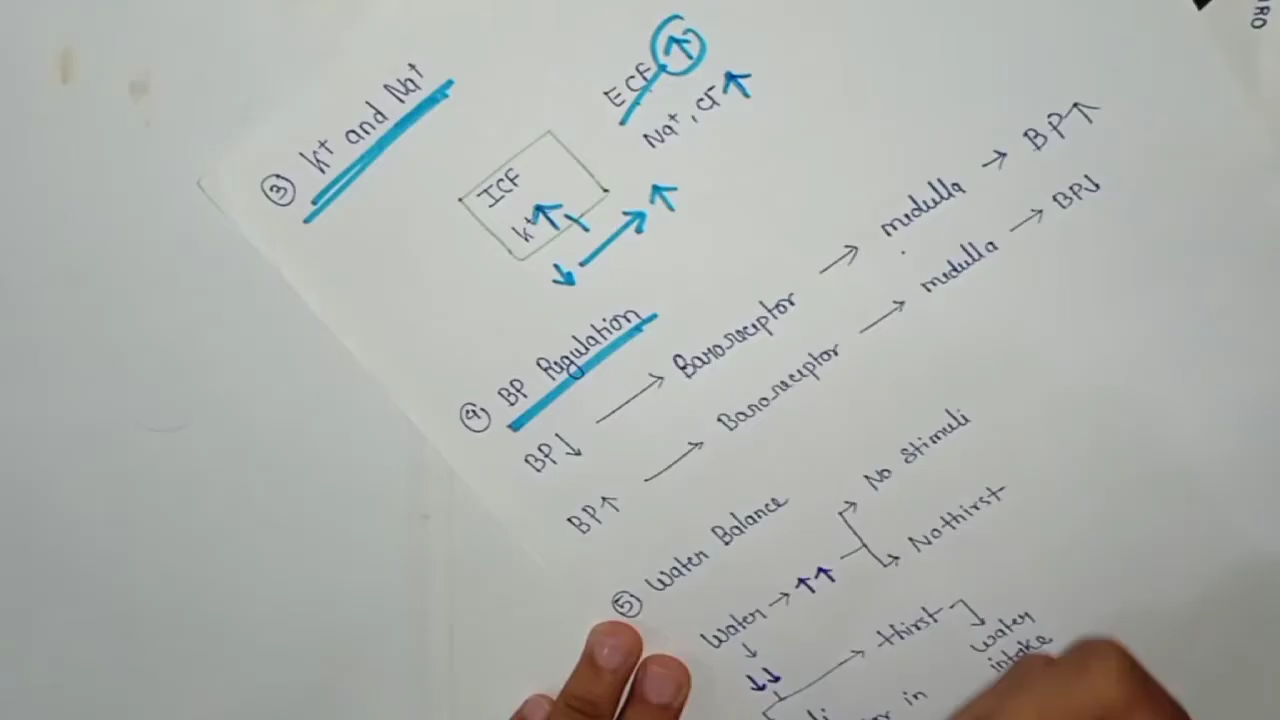 ③ K+ and Na+
ECF ↑
Na+, Cl- ↑
ICF
K+ ↑
④ BP Regulation
BP↓ → Baroreceptor → medulla → BP↑
BP↑ → Baroreceptor → medulla → BP↓
⑤ Water Balance
Water → ↑↑
No stimuli
No thirst
↓
↓↓ → thirst
water
intake
in